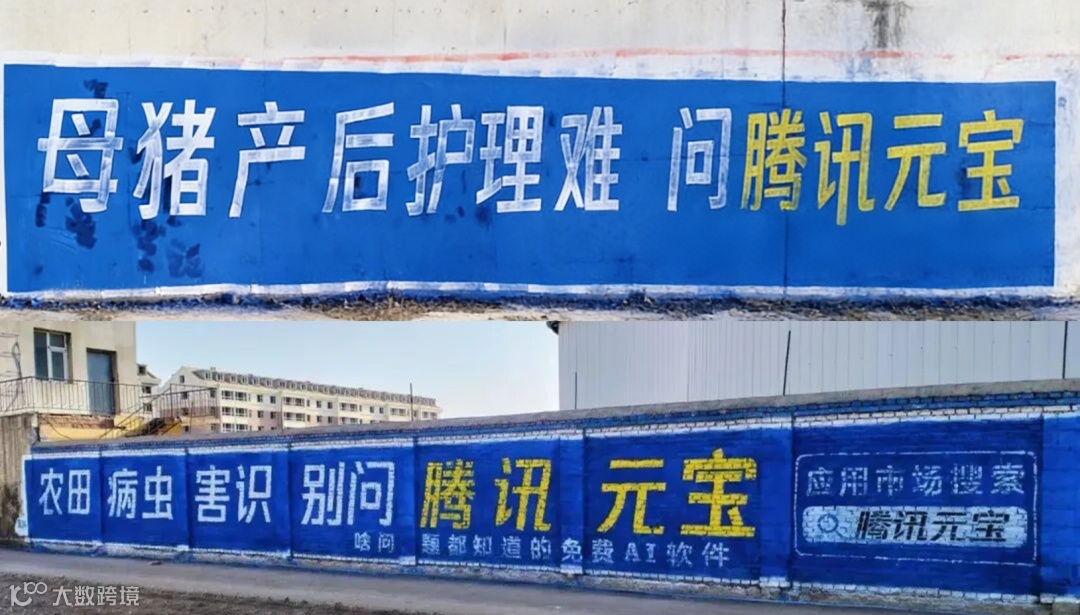 母猪产后护理难 问腾讯元宝
农田病虫害识别问腾讯元宝
啥问题都知道的免费AI软件
应用市场搜索
腾讯元宝
大数跨境